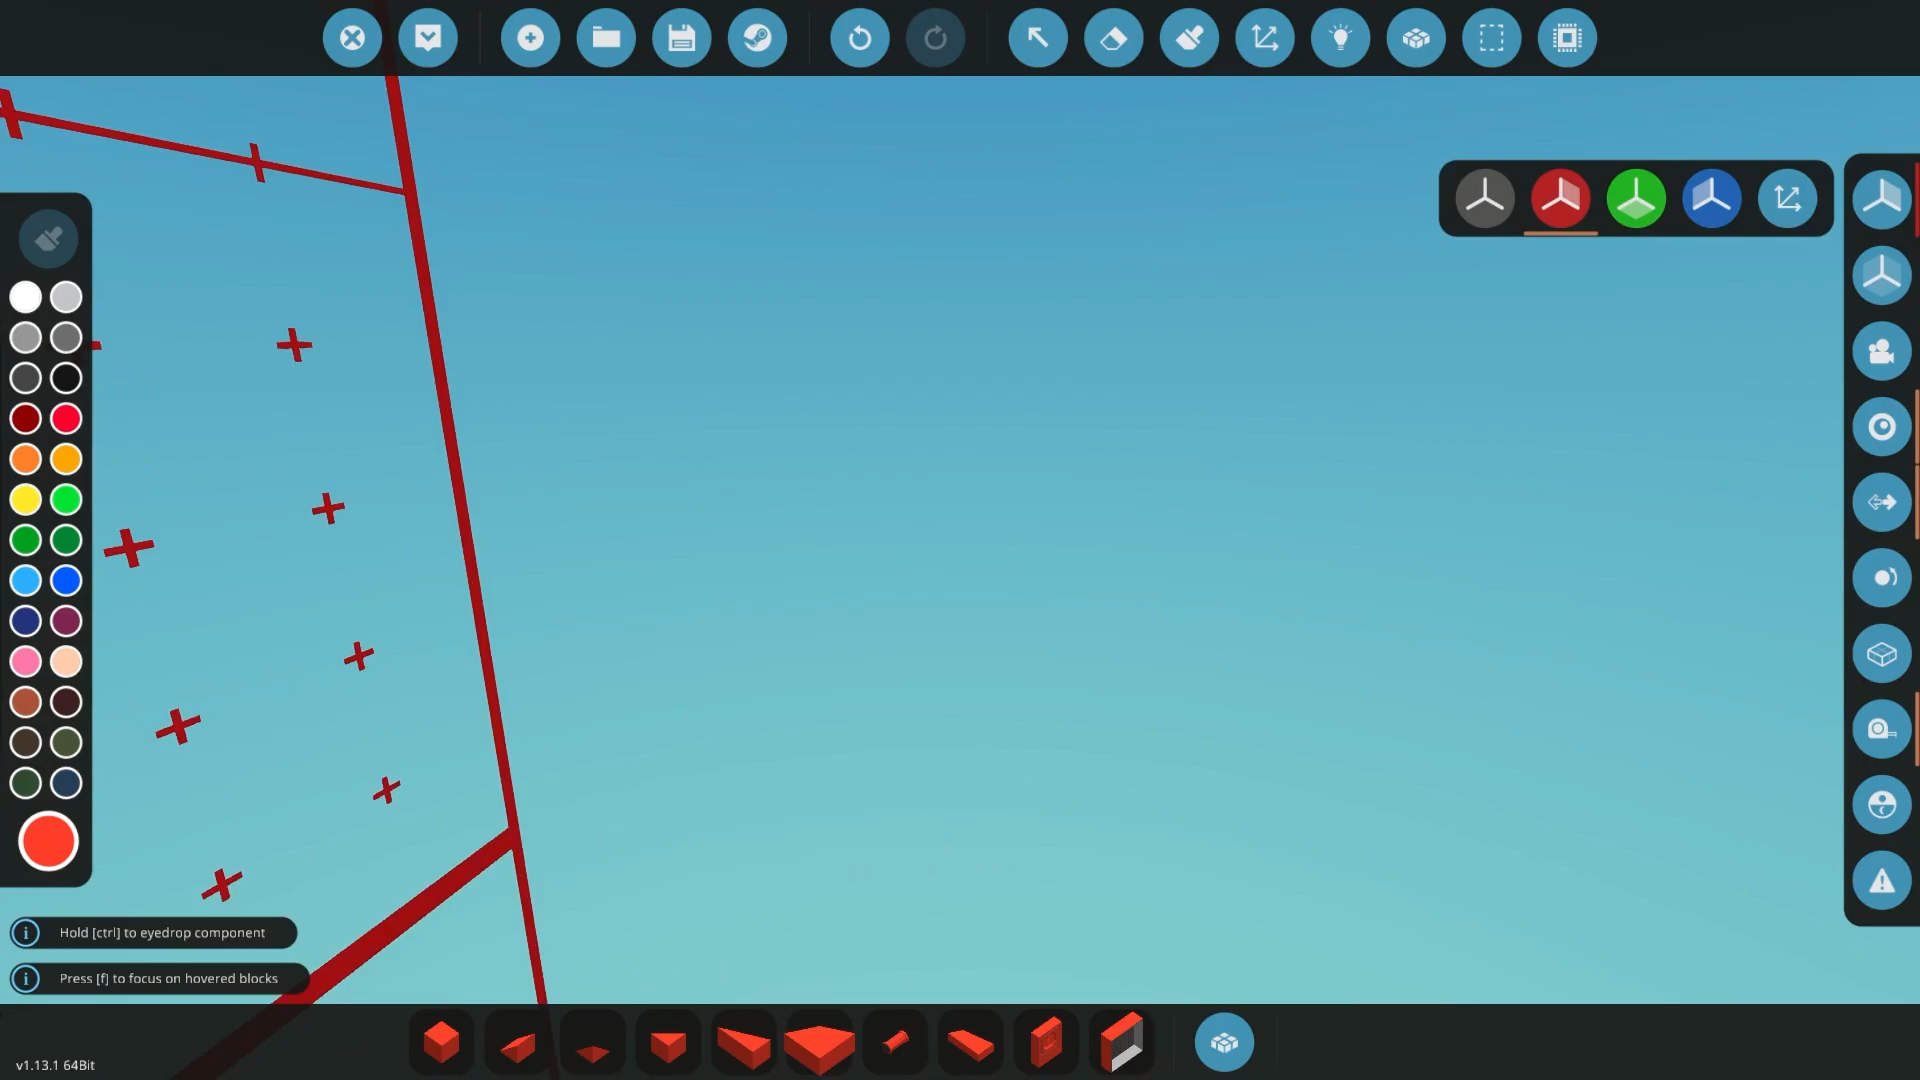 Hold [ctrl] to eyedrop component
Press [f] to focus on hovered blocks
v1.13.1 64Bit